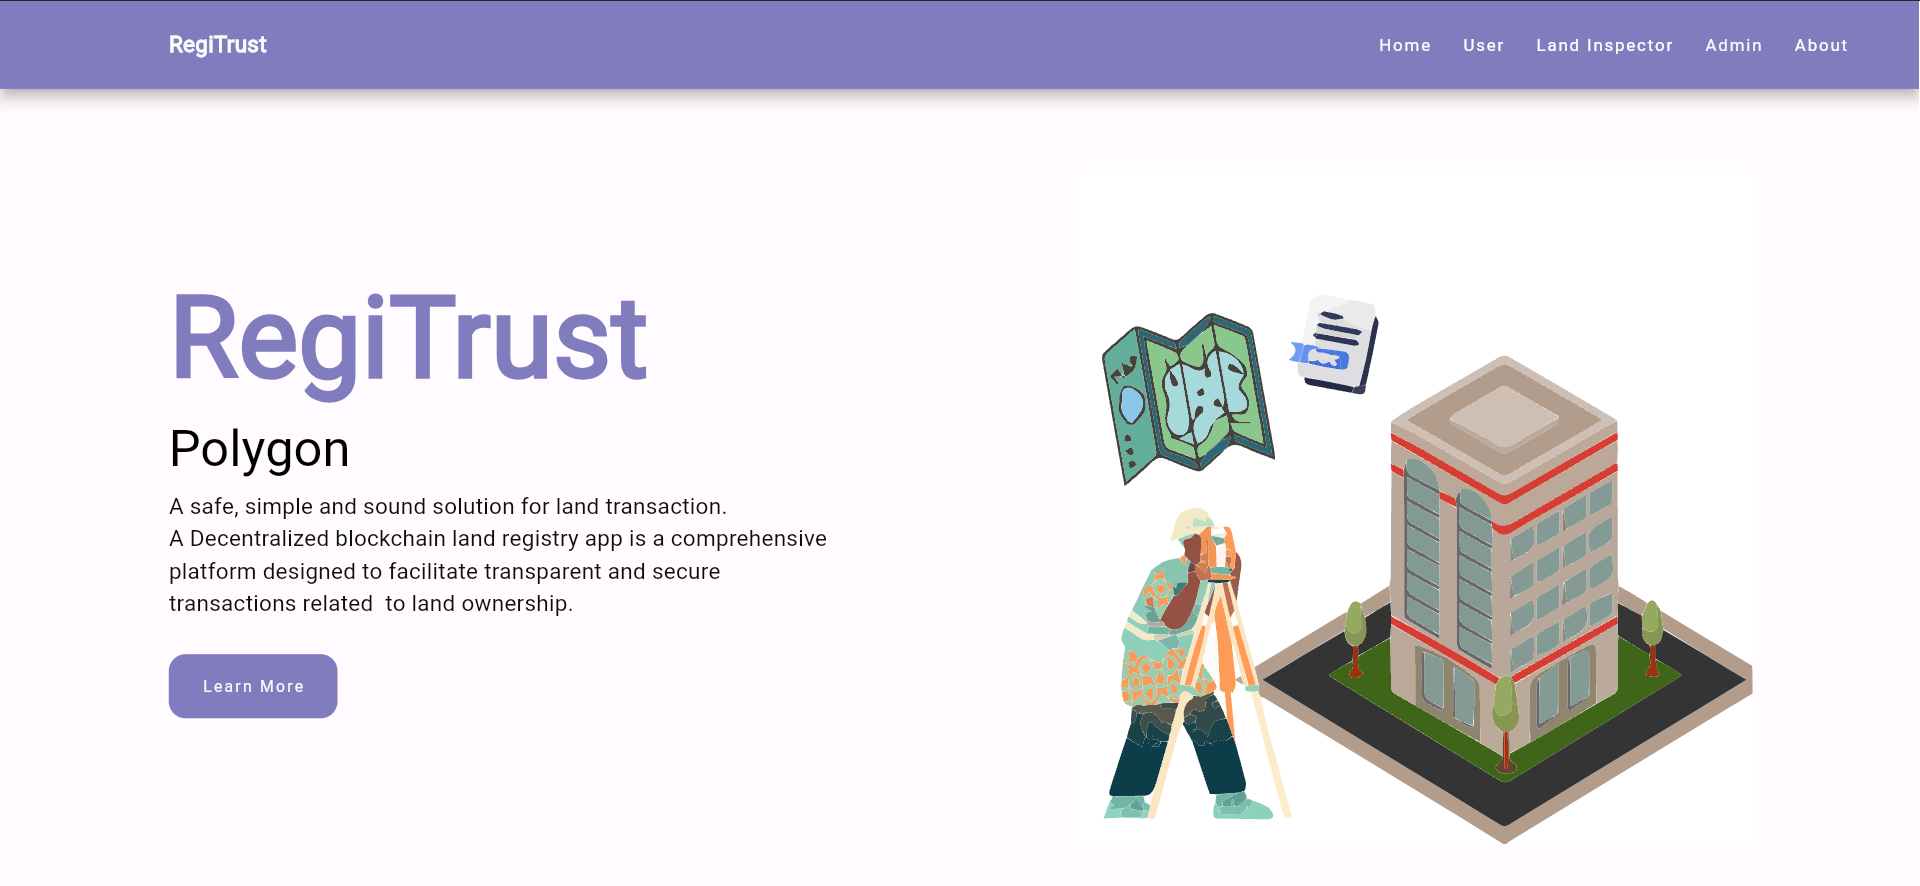 RegiTrust
Home User Land Inspector Admin About
RegiTrust
Polygon
A safe, simple and sound solution for land transaction.
A Decentralized blockchain land registry app is a comprehensive
platform designed to facilitate transparent and secure
transactions related  to land ownership.
Learn More